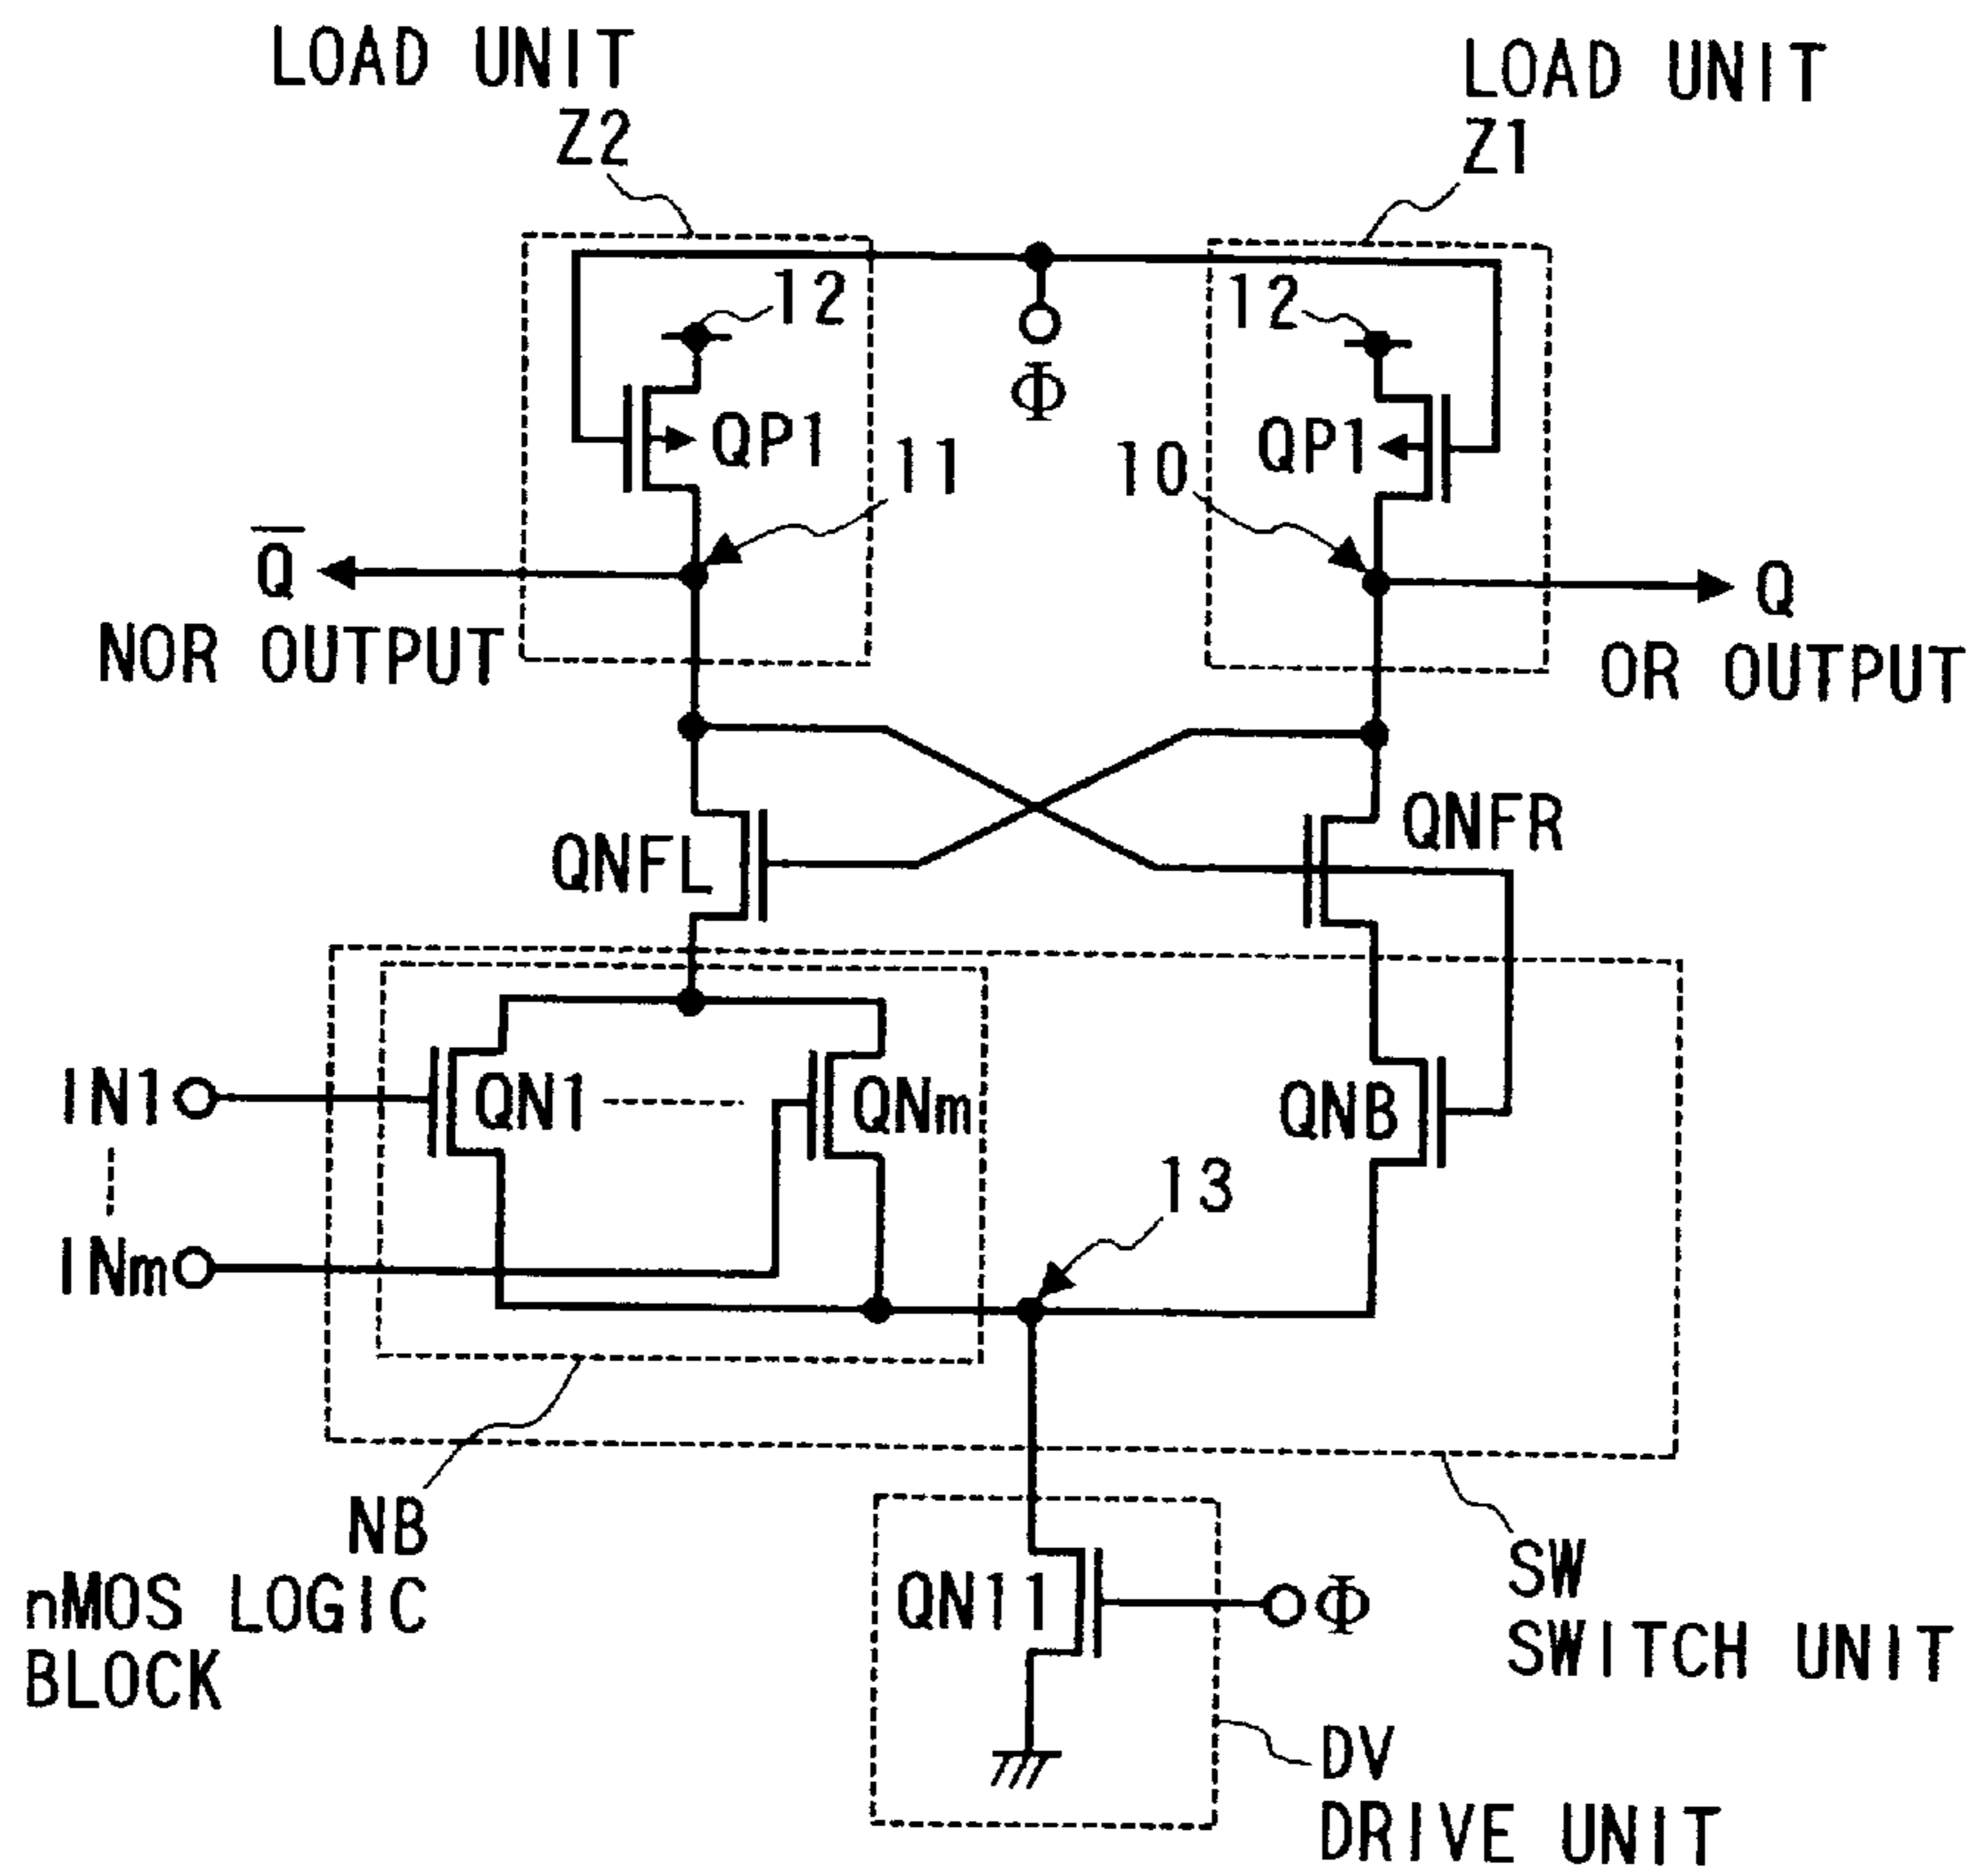 LOAD UNIT
Z2
LOAD UNIT
Z1
12
12
Φ
QP1
11
10
QP1
Q̅
NOR OUTPUT
Q
OR OUTPUT
QNFL
QNFR
IN1
QN1
QNm
QNB
13
INm
NB
nMOS LOGIC
BLOCK
QN11
Φ
SW
SWITCH UNIT
DV
DRIVE UNIT